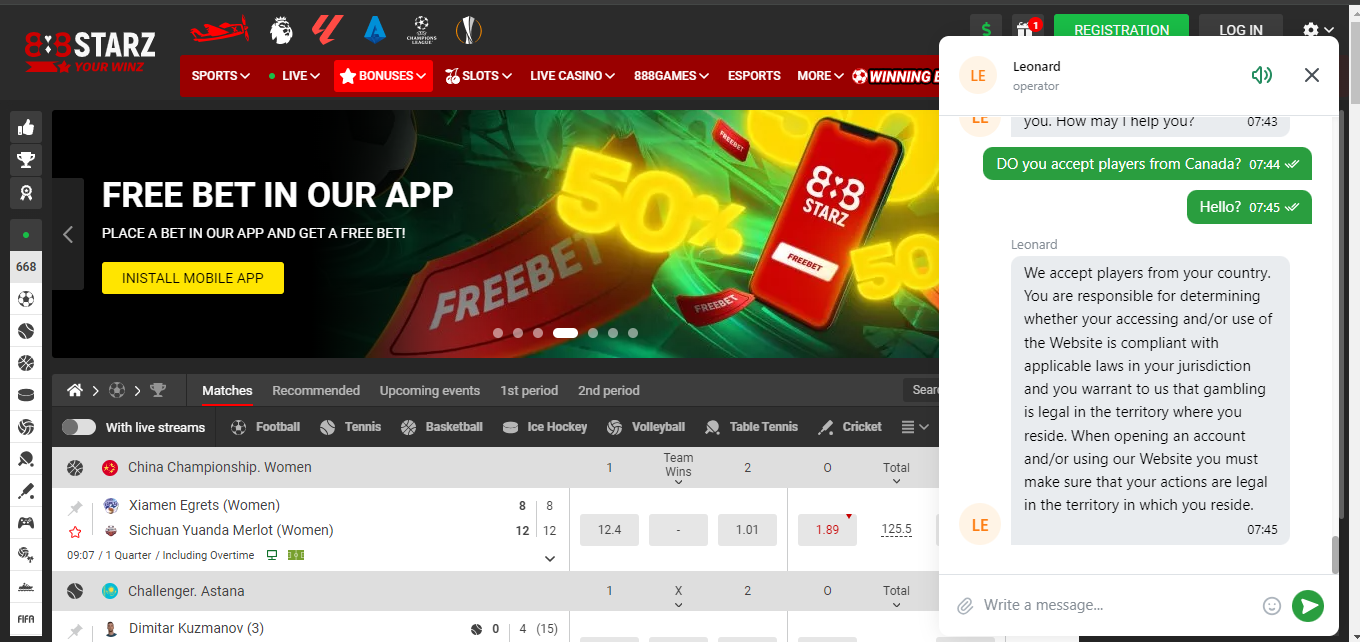 888STARZ
YOUR WINZ
CHAMPIONS
LEAGUE
$
1
REGISTRATION
LOG IN
SPORTS
LIVE
BONUSES
SLOTS
LIVE CASINO
888GAMES
ESPORTS
MORE
WINNING
FREE BET IN OUR APP
PLACE A BET IN OUR APP AND GET A FREE BET!
INISTALL MOBILE APP
FREEBET
50%
888
STARZ
FREEBET
FREEBET
FREEBET
50
668
FIFA
Matches
Recommended
Upcoming events
1st period
2nd period
Sear
With live streams
Football
Tennis
Basketball
Ice Hockey
Volleyball
Table Tennis
Cricket
China Championship. Women
1
Team
Wins
2
O
Total
Xiamen Egrets (Women)
8
8
Sichuan Yuanda Merlot (Women)
12
12
12.4
-
1.01
1.89
125.5
09:07 / 1 Quarter / Including Overtime
Challenger. Astana
1
X
2
O
Total
Dimitar Kuzmanov (3)
0
4
(15)
LE
Leonard
operator
LE
you. How may I help you?
07:43
DO you accept players from Canada? 07:44
Hello? 07:45
Leonard
We accept players from your country.
You are responsible for determining
whether your accessing and/or use of
the Website is compliant with
applicable laws in your jurisdiction
and you warrant to us that gambling
is legal in the territory where you
reside. When opening an account
and/or using our Website you must
make sure that your actions are legal
in the territory in which you reside.
07:45
LE
Write a message...